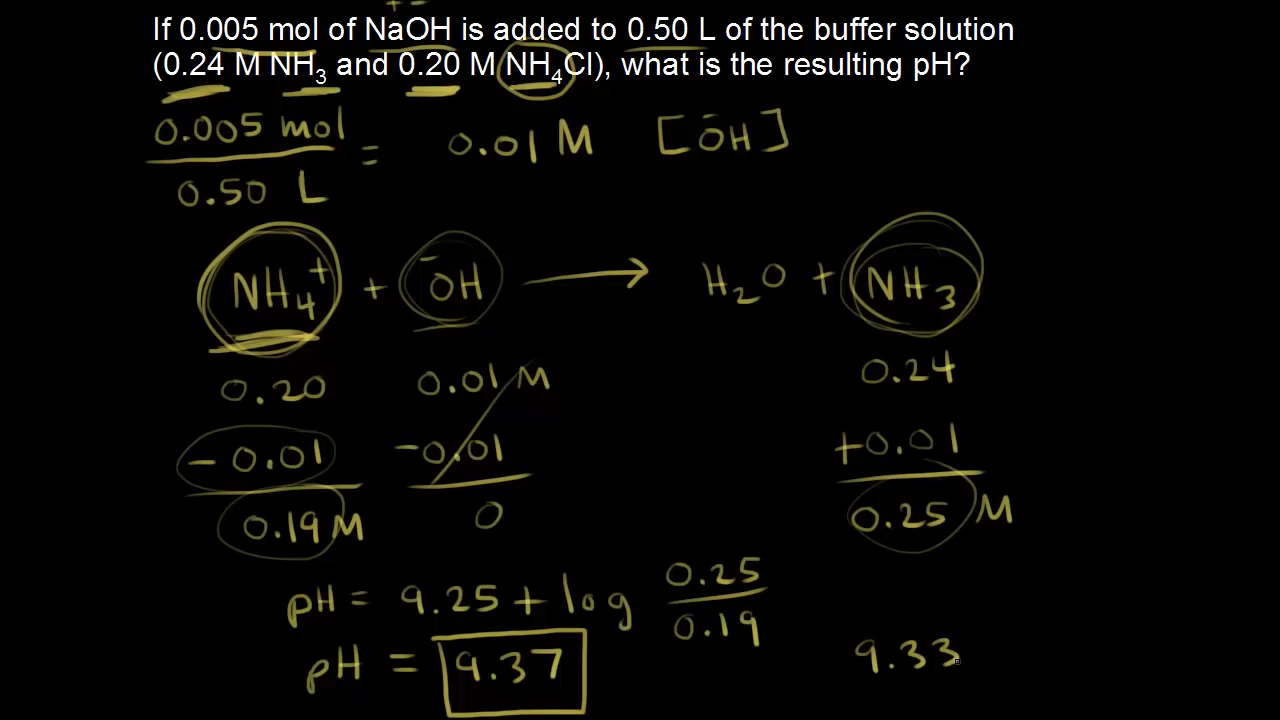 If 0.005 mol of NaOH is added to 0.50 L of the buffer solution
(0.24 M NH₃ and 0.20 M NH₄Cl), what is the resulting pH?
0.005 mol
0.50 L
= 0.01 M [⁻OH]
NH₄⁺ + ⁻OH → H₂O + NH₃
0.20 0.01 M 0.24
-0.01 -0.01 +0.01
0.19 M 0 0.25 M
pH = 9.25 + log 0.25/0.19
pH = 9.37 9.33